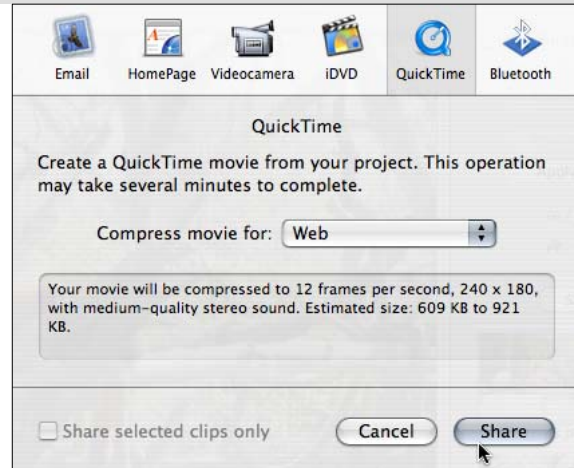 Email HomePage Videocamera iDVD QuickTime Bluetooth
QuickTime
Create a QuickTime movie from your project. This operation
may take several minutes to complete.
Compress movie for: Web
Your movie will be compressed to 12 frames per second, 240 x 180,
with medium-quality stereo sound. Estimated size: 609 KB to 921
KB.
Share selected clips only Cancel Share